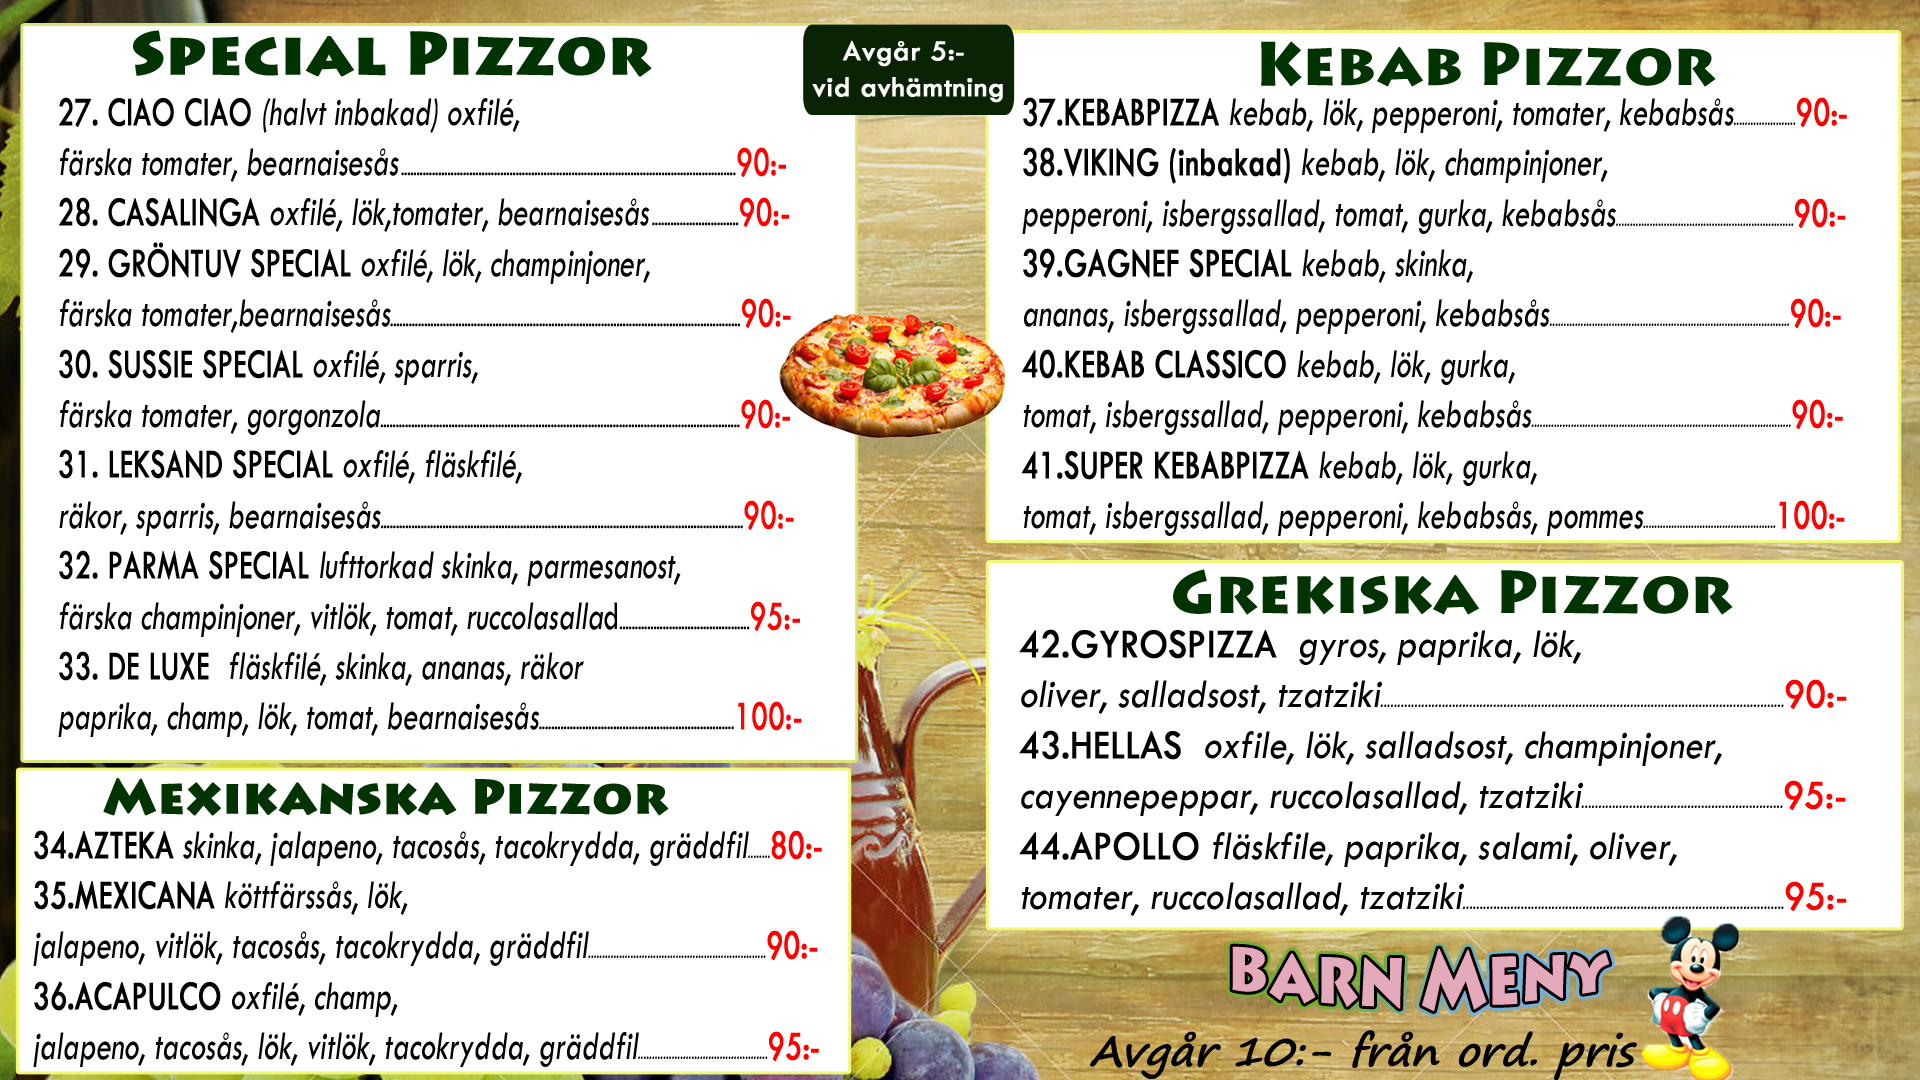 SPECIAL PIZZOR
27. CIAO CIAO (halvt inbakad) oxfilé,
färska tomater, bearnaisesås 90:-
28. CASALINGA oxfilé, lök,tomater, bearnaisesås 90:-
29. GRÖNTUV SPECIAL oxfilé, lök, champinjoner,
färska tomater,bearnaisesås 90:-
30. SUSSIE SPECIAL oxfilé, sparris,
färska tomater, gorgonzola 90:-
31. LEKSAND SPECIAL oxfilé, fläskfilé,
räkor, sparris, bearnaisesås 90:-
32. PARMA SPECIAL lufttorkad skinka, parmesanost,
färska champinjoner, vitlök, tomat, ruccolasallad 95:-
33. DE LUXE fläskfilé, skinka, ananas, räkor
paprika, champ, lök, tomat, bearnaisesås 100:-
MEXIKANSKA PIZZOR
34.AZTEKA skinka, jalapeno, tacosås, tacokrydda, gräddfil 80:-
35.MEXICANA köttfärssås, lök,
jalapeno, vitlök, tacosås, tacokrydda, gräddfil 90:-
36.ACAPULCO oxfilé, champ,
jalapeno, tacosås, lök, vitlök, tacokrydda, gräddfil 95:-
Avgår 5:-
vid avhämtning
KEBAB PIZZOR
37.KEBABPIZZA kebab, lök, pepperoni, tomater, kebabsås 90:-
38.VIKING (inbakad) kebab, lök, champinjoner,
pepperoni, isbergssallad, tomat, gurka, kebabsås 90:-
39.GAGNEF SPECIAL kebab, skinka,
ananas, isbergssallad, pepperoni, kebabsås 90:-
40.KEBAB CLASSICO kebab, lök, gurka,
tomat, isbergssallad, pepperoni, kebabsås 90:-
41.SUPER KEBABPIZZA kebab, lök, gurka,
tomat, isbergssallad, pepperoni, kebabsås, pommes 100:-
GREKISKA PIZZOR
42.GYROSPIZZA gyros, paprika, lök,
oliver, salladsost, tzatziki 90:-
43.HELLAS oxfile, lök, salladsost, champinjoner,
cayennepeppar, ruccolasallad, tzatziki 95:-
44.APOLLO fläskfile, paprika, salami, oliver,
tomater, ruccolasallad, tzatziki 95:-
BARN MENY
Avgår 10:- från ord. pris